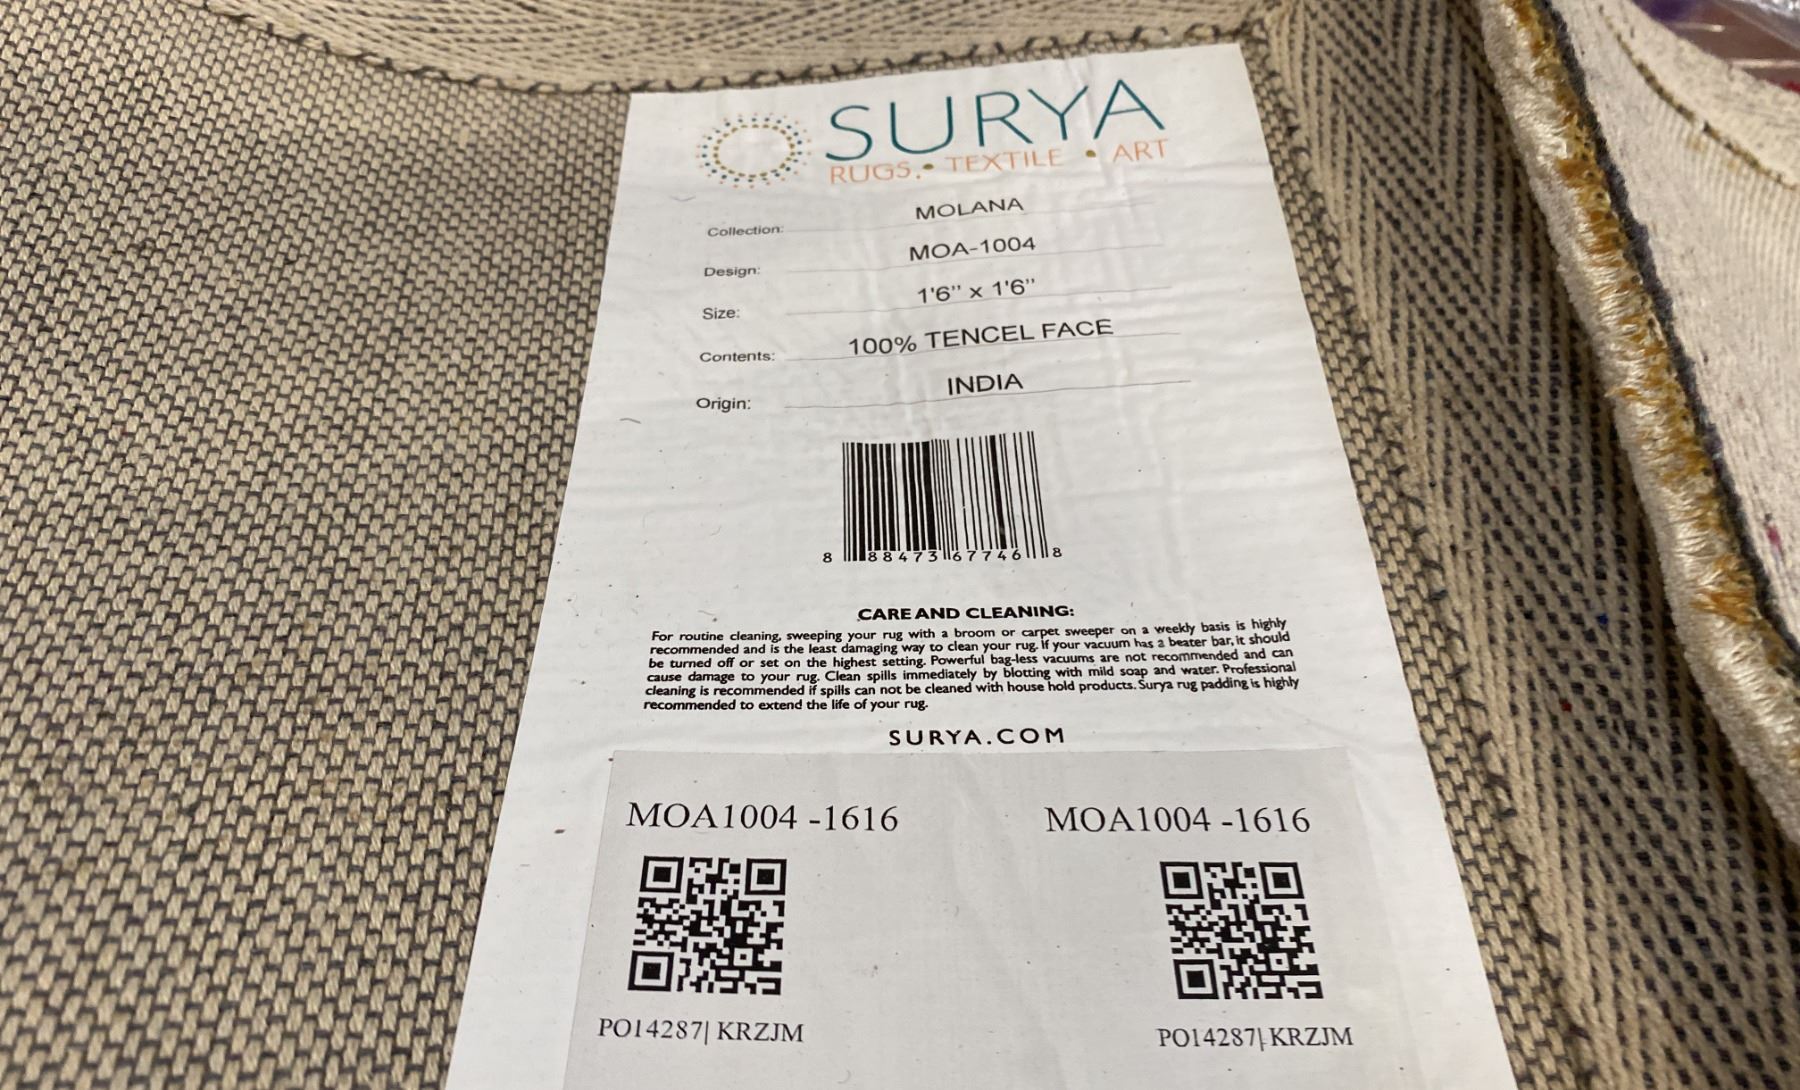 SURYA
RUGS • TEXTILE • ART
Collection: MOLANA
Design: MOA-1004
Size: 1'6" x 1'6"
Contents: 100% TENCEL FACE
Origin: INDIA
8 88473 67746 8
CARE AND CLEANING:
For routine cleaning, sweeping your rug with a broom or carpet sweeper on a weekly basis is highly
recommended and is the least damaging way to clean your rug. If your vacuum has a beater bar, it should
be turned off or set on the highest setting. Powerful bag-less vacuums are not recommended and can
cause damage to your rug. Clean spills immediately by blotting with mild soap and water. Professional
cleaning is recommended if spills can not be cleaned with house hold products. Surya rug padding is highly
recommended to extend the life of your rug.
SURYA.COM
MOA1004 -1616 MOA1004 -1616
PO14287| KRZJM PO14287| KRZJM